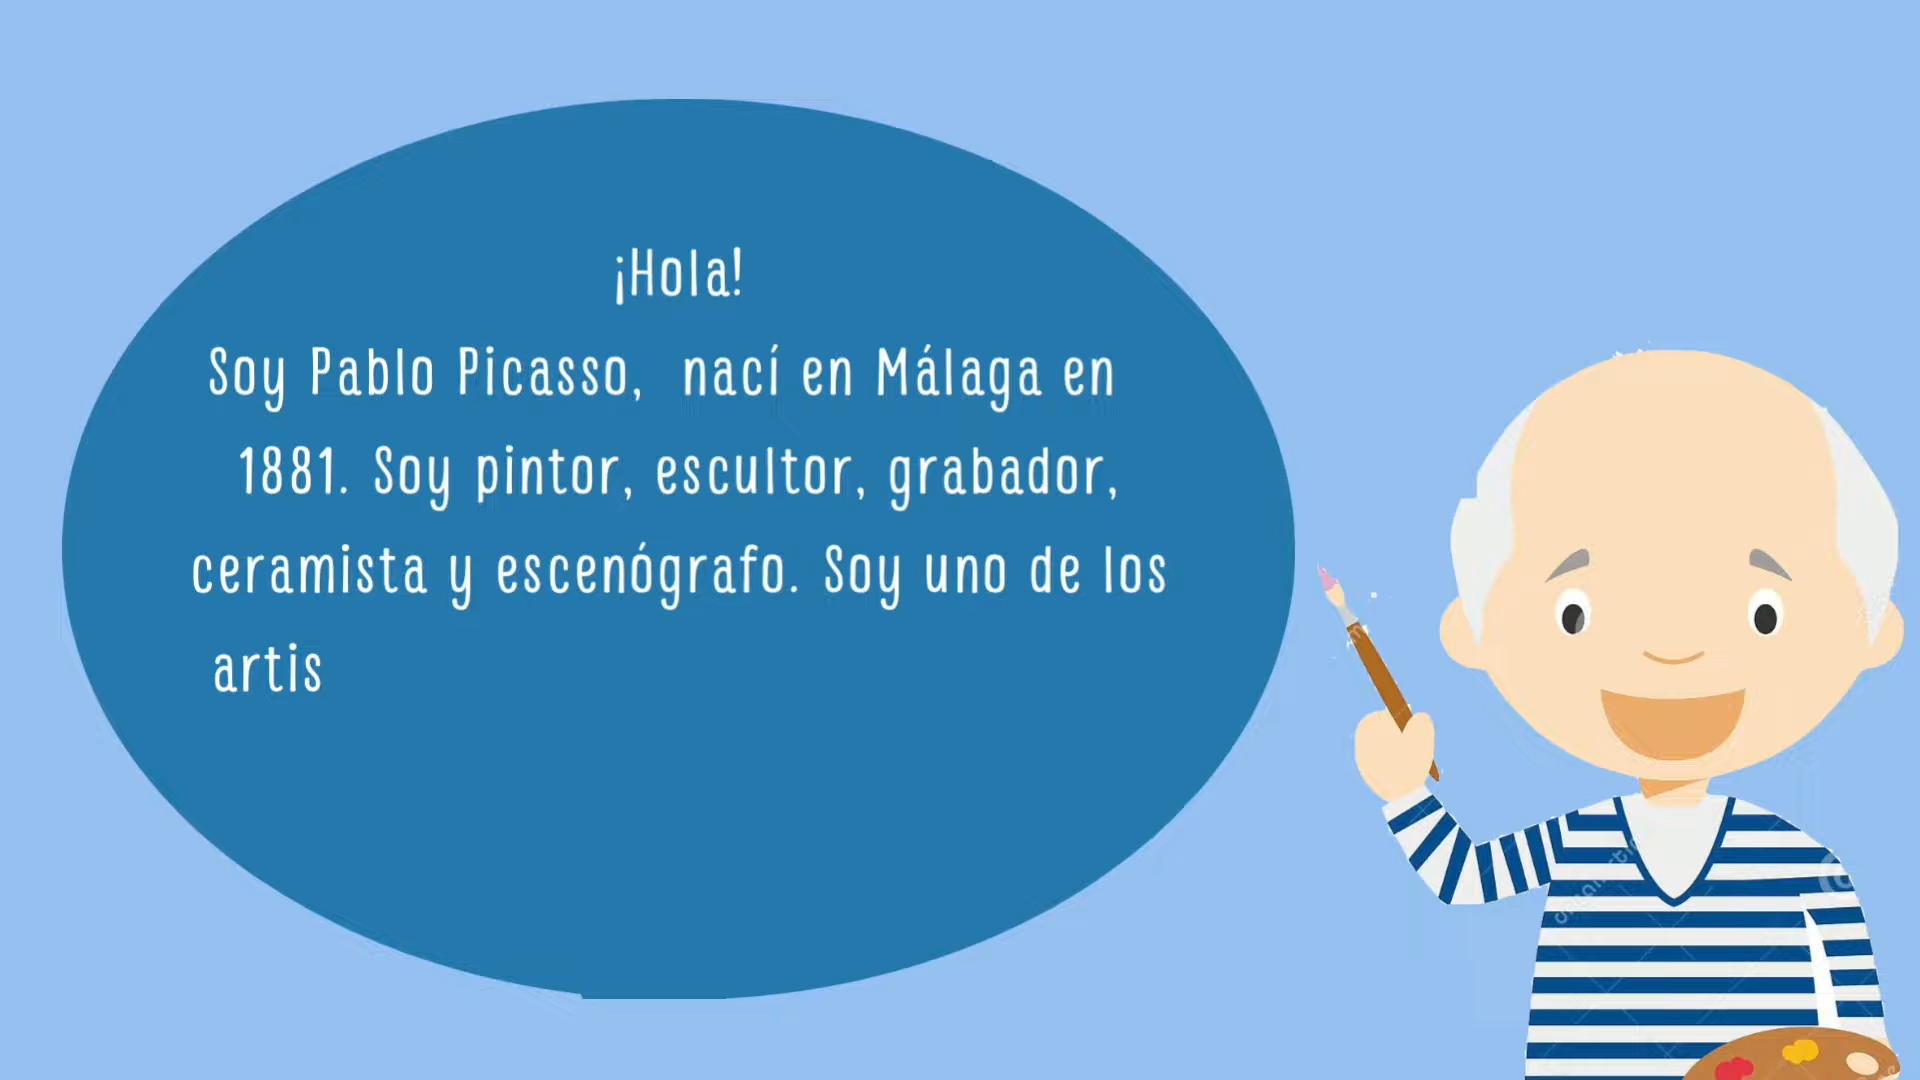 ¡Hola!
Soy Pablo Picasso, nací en Málaga en
1881. Soy pintor, escultor, grabador,
ceramista y escenógrafo. Soy uno de los
artis